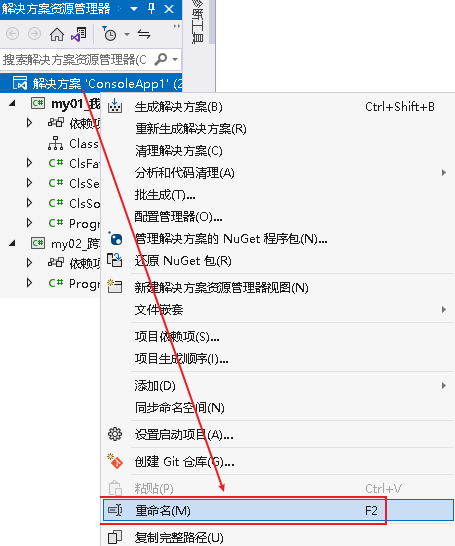 解决方案资源管理器
搜索解决方案资源管理器(C
诊断工具
解决方案 'ConsoleApp1' (2
my01_我
依赖项
Class
ClsFa
ClsSe
ClsSo
Progr
my02_跨
依赖项
Progr
生成解决方案(B) Ctrl+Shift+B
重新生成解决方案(R)
清理解决方案(C)
分析和代码清理(A)
批生成(T)...
配置管理器(O)...
管理解决方案的 NuGet 程序包(N)...
还原 NuGet 包(R)
新建解决方案资源管理器视图(N)
文件嵌套
项目依赖项(S)...
项目生成顺序(I)...
添加(D)
同步命名空间(N)
设置启动项目(A)...
创建 Git 仓库(G)...
粘贴(P) Ctrl+V
重命名(M) F2
复制完整路径(U)